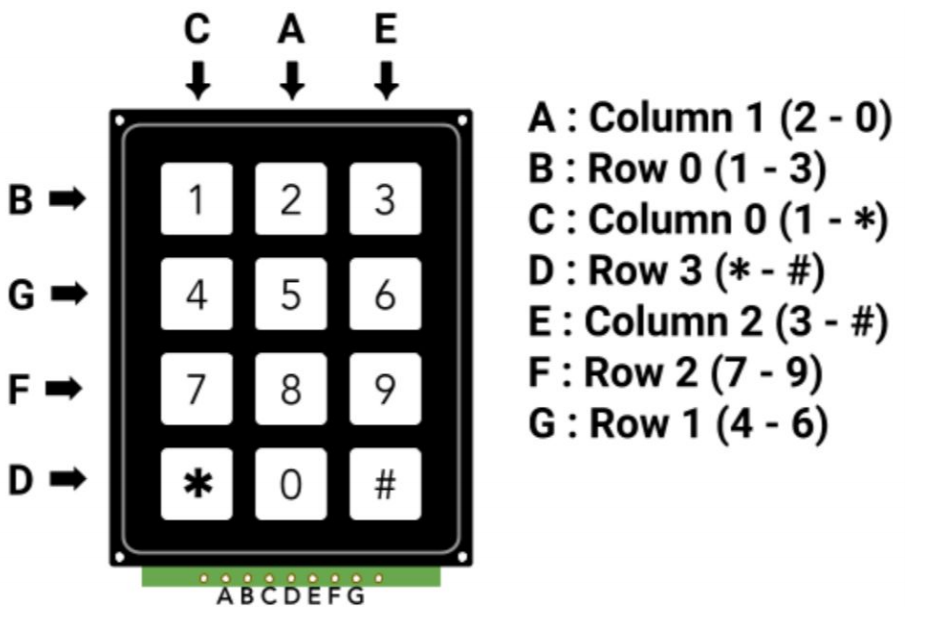 C A E
B 1 2 3
G 4 5 6
F 7 8 9
D * 0 #
A B C D E F G
A : Column 1 (2 - 0)
B : Row 0 (1 - 3)
C : Column 0 (1 - *)
D : Row 3 (* - #)
E : Column 2 (3 - #)
F : Row 2 (7 - 9)
G : Row 1 (4 - 6)